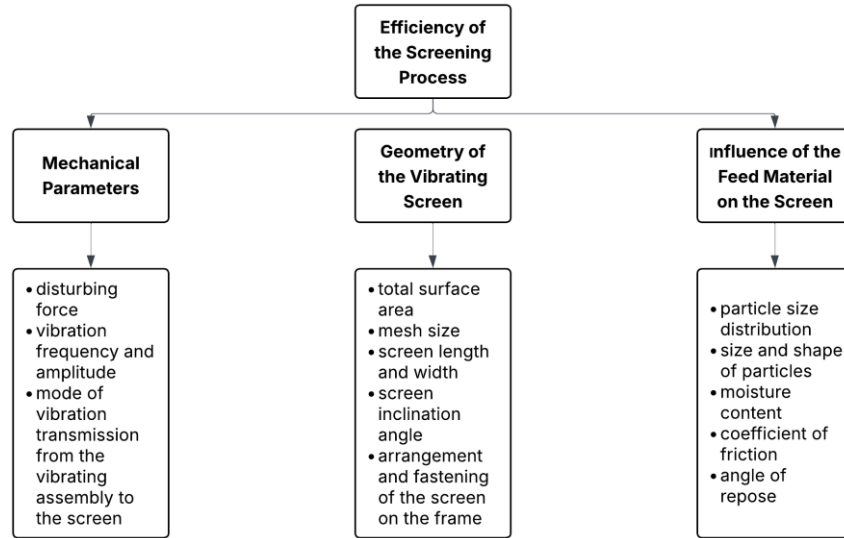 Efficiency of
the Screening
Process
Mechanical
Parameters
Geometry of
the Vibrating
Screen
Influence of the
Feed Material
on the Screen
• disturbing
force
• vibration
frequency and
amplitude
• mode of
vibration
transmission
from the
vibrating
assembly to
the screen
• total surface
area
• mesh size
• screen length
and width
• screen
inclination
angle
• arrangement
and fastening
of the screen
on the frame
• particle size
distribution
• size and shape
of particles
• moisture
content
• coefficient of
friction
• angle of
repose